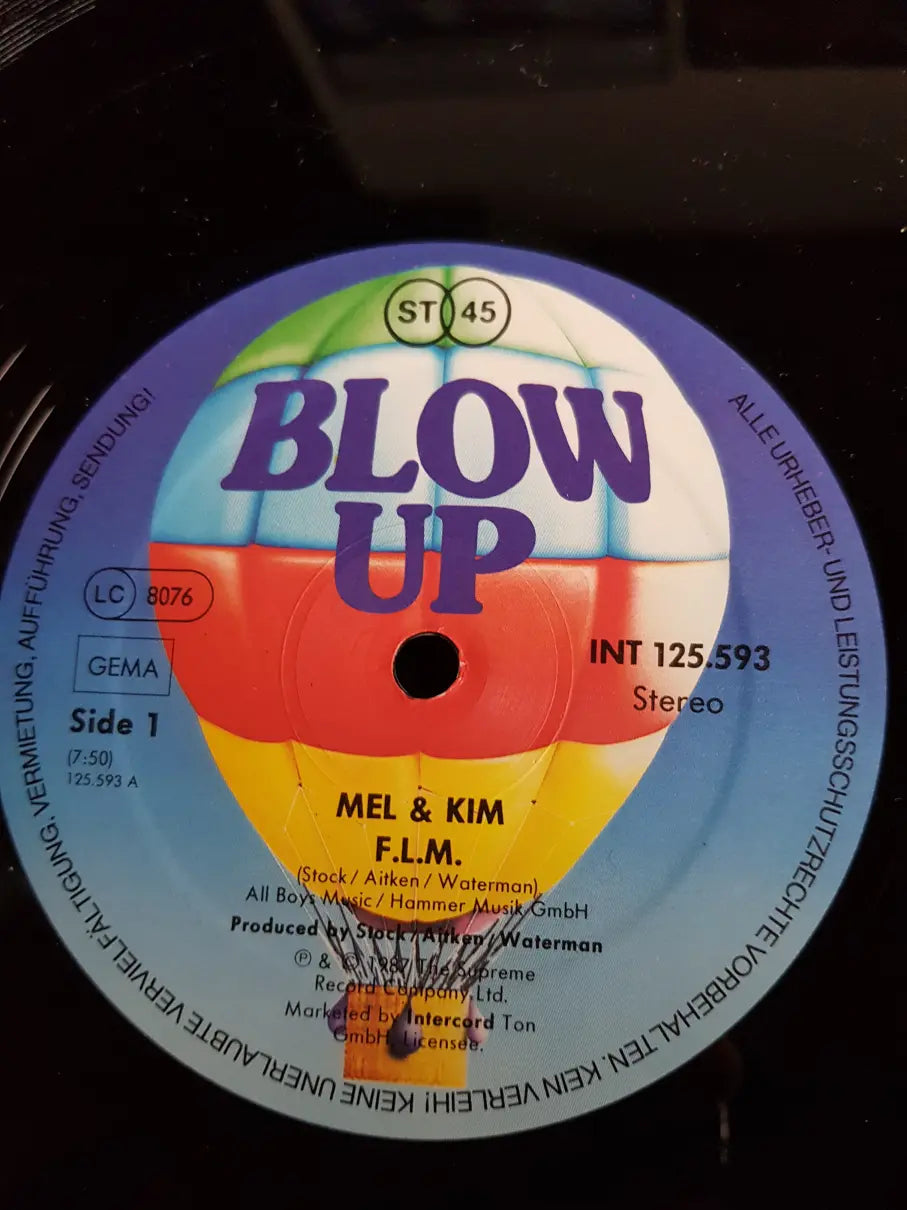 ST 45
BLOW
UP
LC 8076
GEMA
Side 1
(7:50)
125.593 A
INT 125.593
Stereo
MEL & KIM
F.L.M.
(Stock / Aitken / Waterman)
All Boys Music / Hammer Musik GmbH
Produced by Stock / Aitken / Waterman
℗ & © 1987 The Supreme
Record Company Ltd.
Marketed by Intercord Ton
GmbH, Licensee.
ALLE URHEBER- UND LEISTUNGSSCHUTZRECHTE VORBEHALTEN. KEIN VERLEIH! KEINE UNERLAUBTE VERVIELFÄLTIGUNG, VERMIETUNG, AUFFÜHRUNG, SENDUNG!